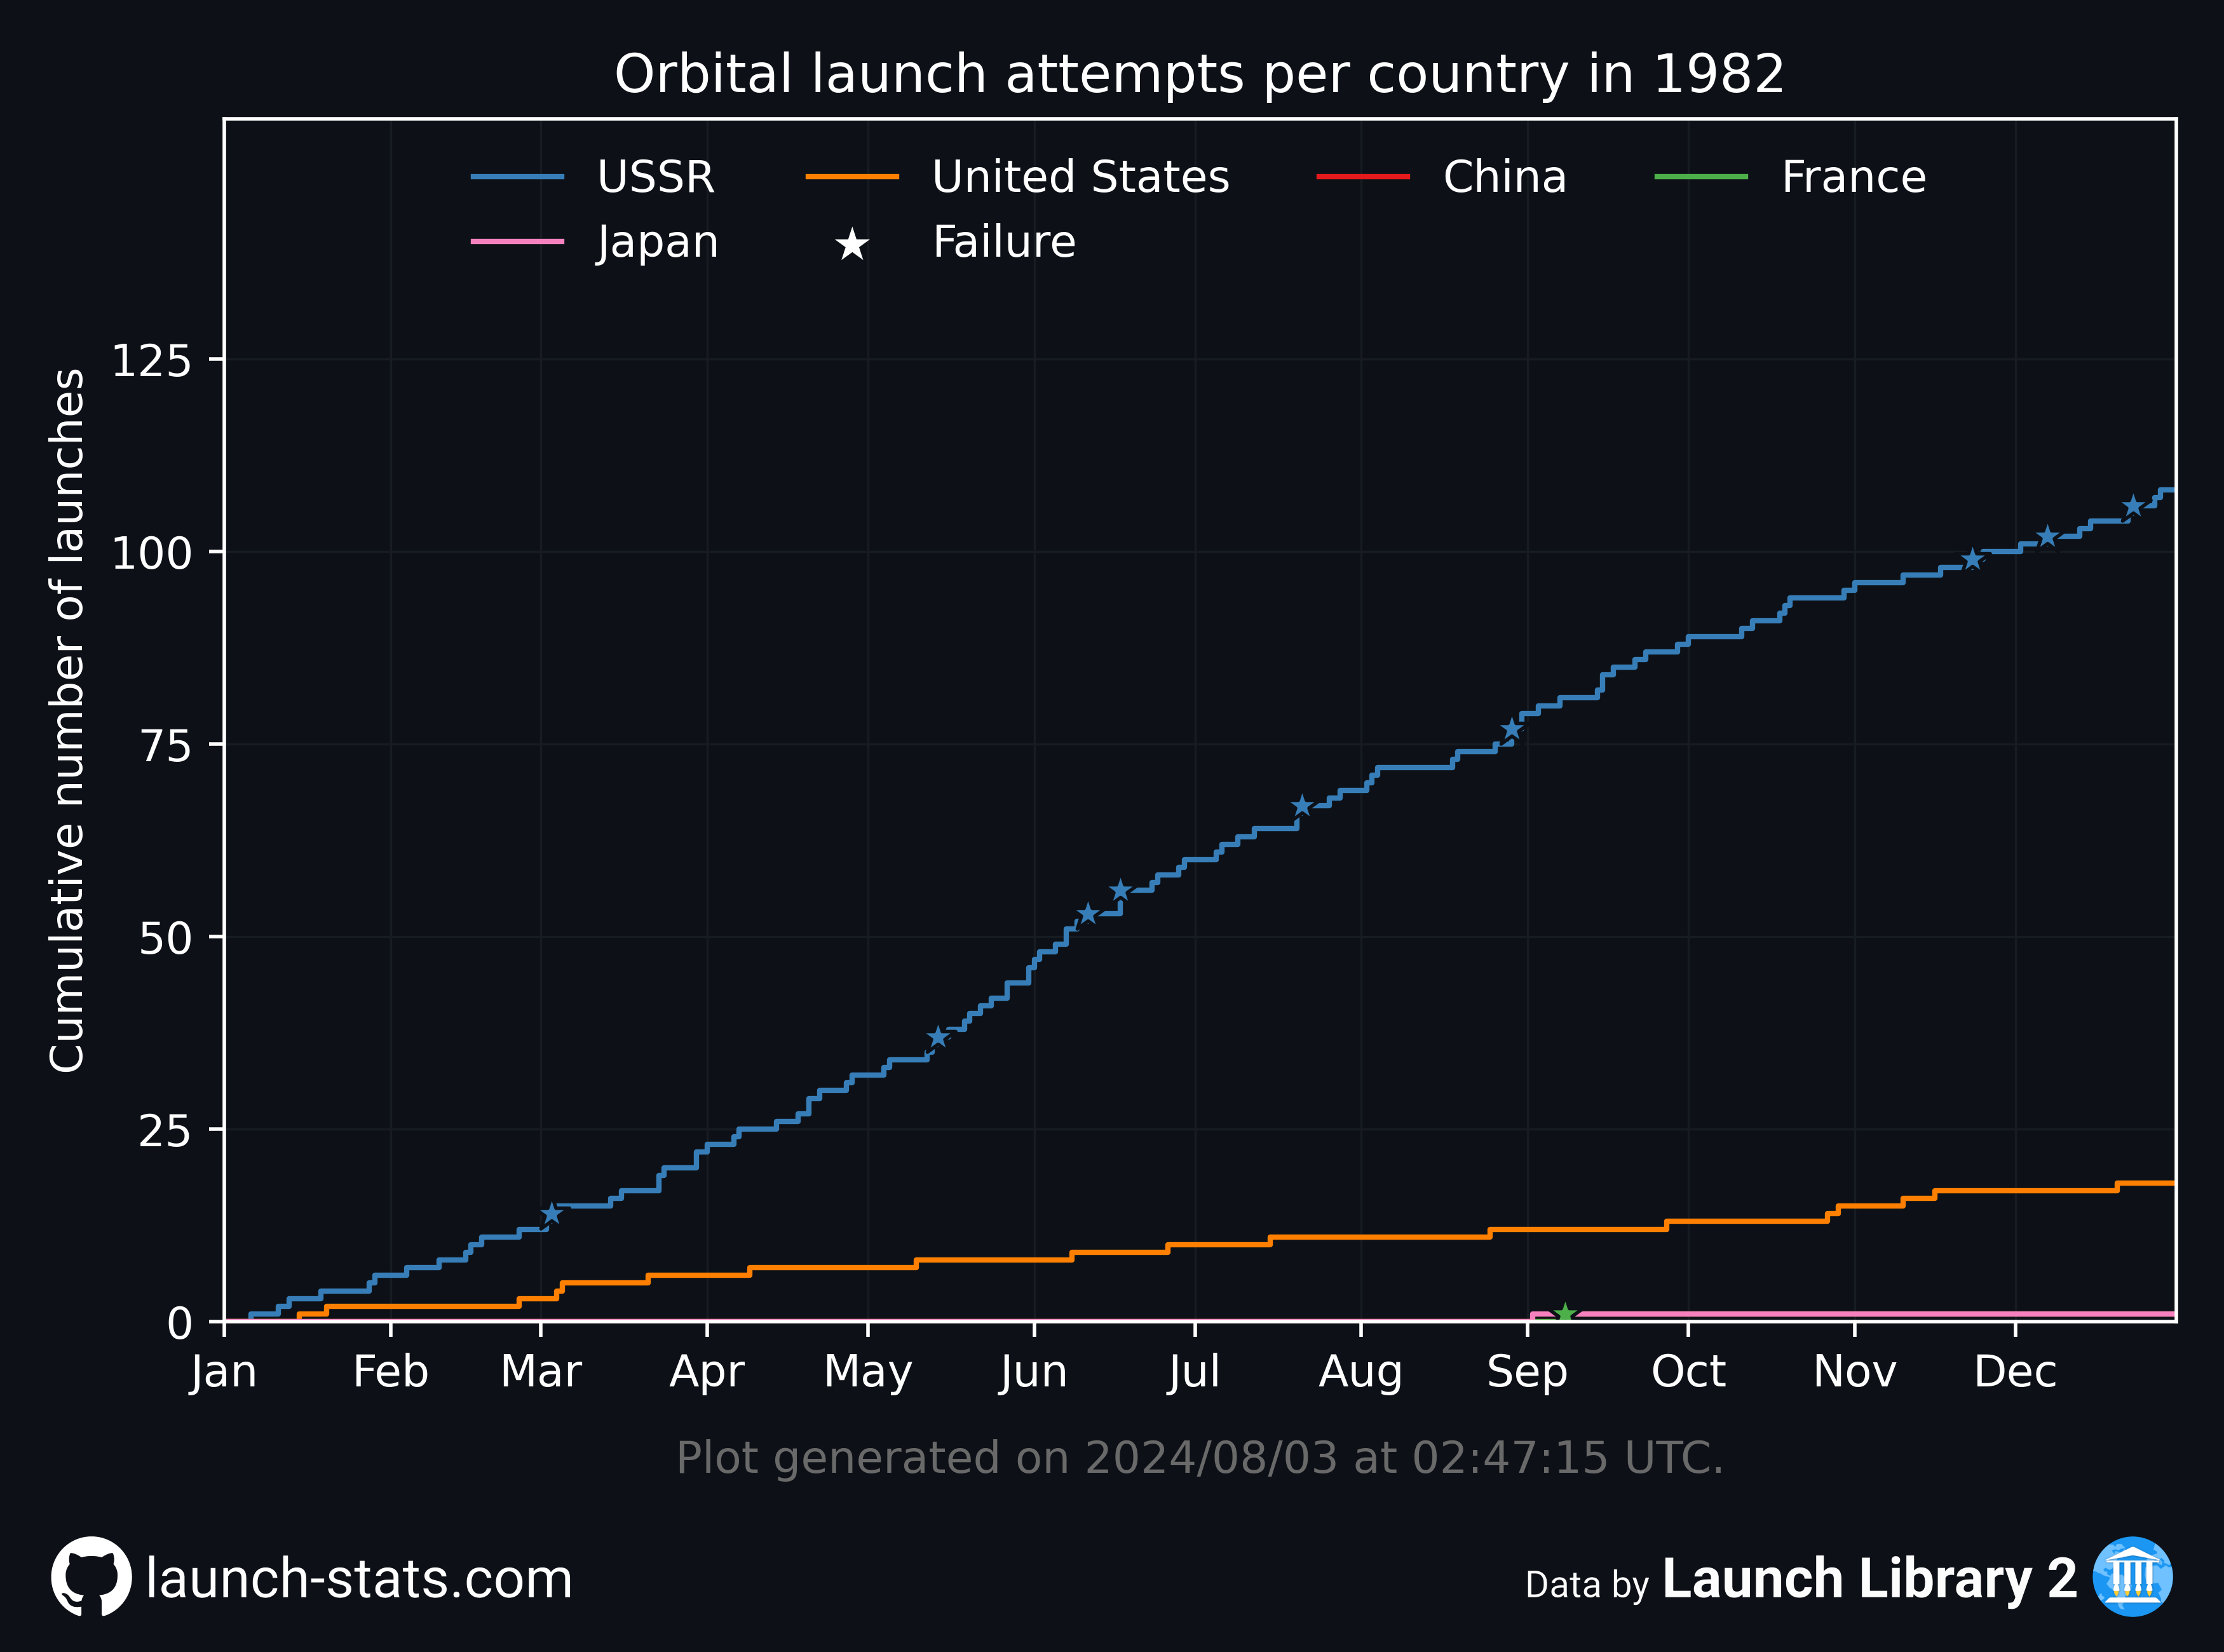 Orbital launch attempts per country in 1982
USSR United States China France
Japan Failure
Cumulative number of launches
125
100
75
50
25
0
Jan Feb Mar Apr May Jun Jul Aug Sep Oct Nov Dec
Plot generated on 2024/08/03 at 02:47:15 UTC.
launch-stats.com
Data by Launch Library 2